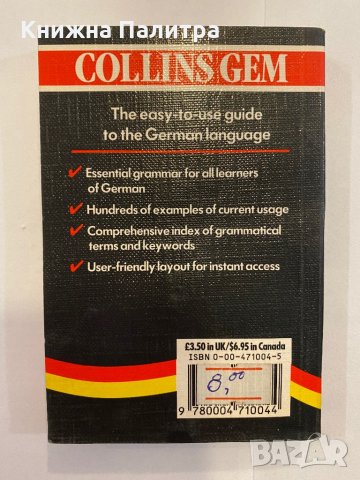 Книжна Палитра
COLLINS GEM
The easy-to-use guide
to the German language
Essential grammar for all learners
of German
Hundreds of examples of current usage
Comprehensive index of grammatical
terms and keywords
User-friendly layout for instant access
£3.50 in UK/$6.95 in Canada
ISBN 0-00-471004-5
8,00
9 780004 710044
BAZAR